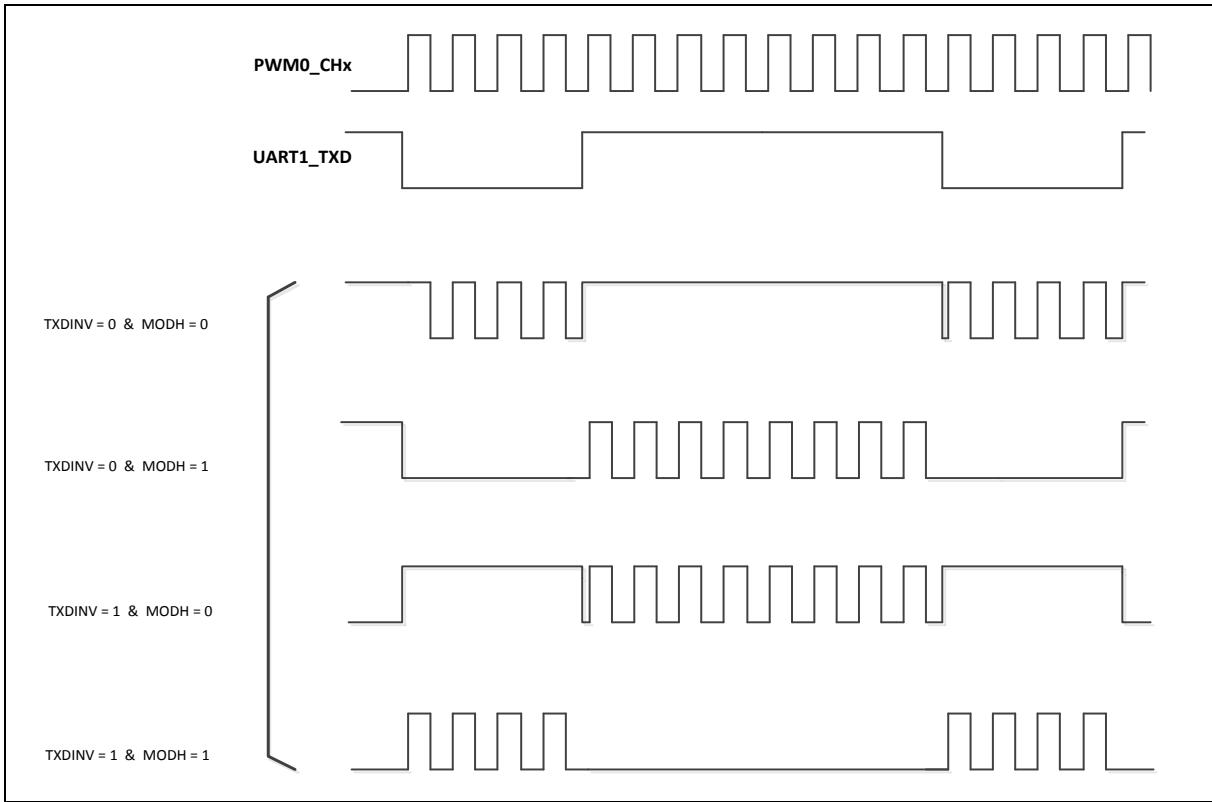 PWM0_CHx
UART1_TXD
TXDINV = 0 & MODH = 0
TXDINV = 0 & MODH = 1
TXDINV = 1 & MODH = 0
TXDINV = 1 & MODH = 1